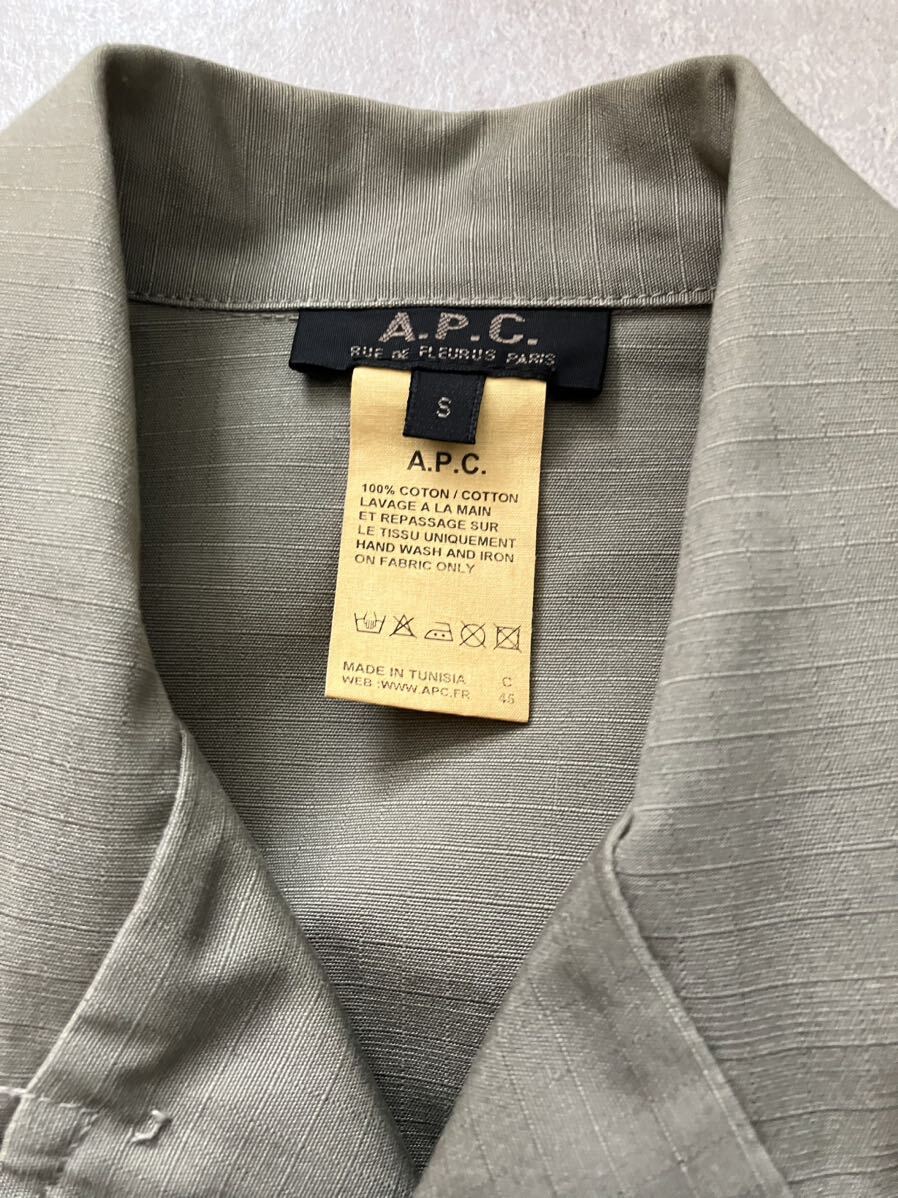 A.P.C.
RUE DE FLEURUS PARIS
S
A.P.C.
100% COTON / COTTON
LAVAGE A LA MAIN
ET REPASSAGE SUR
LE TISSU UNIQUEMENT
HAND WASH AND IRON
ON FABRIC ONLY
MADE IN TUNISIA C
WEB :WWW.APC.FR 45